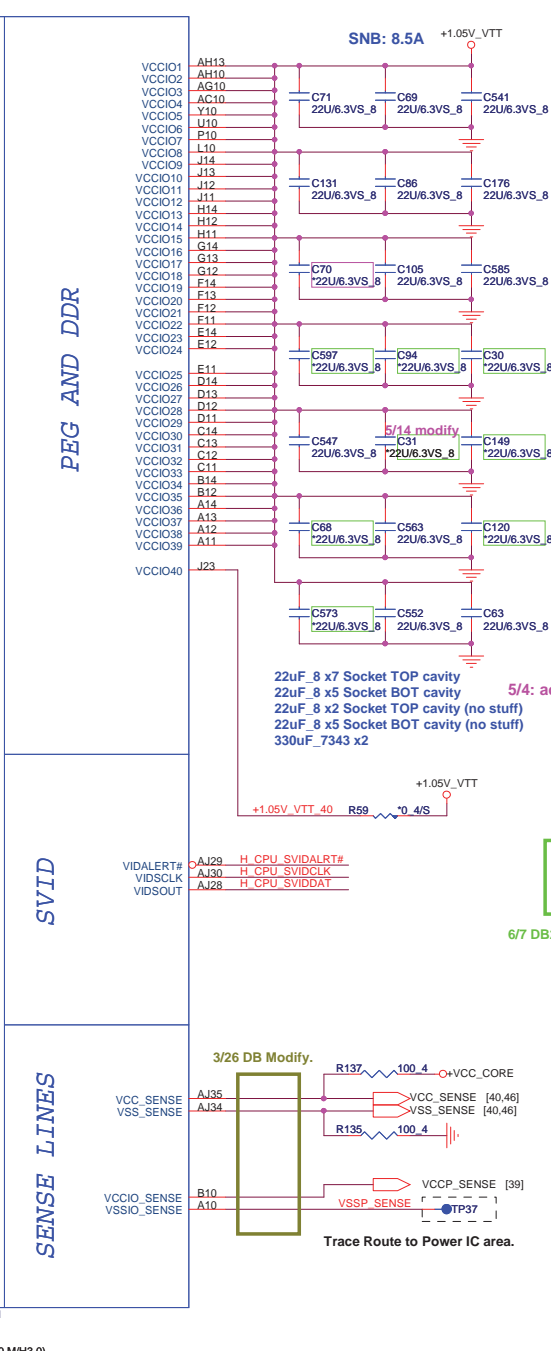 SNB: 8.5A
+1.05V_VTT
PEG AND DDR
VCCIO1 AH13
VCCIO2 AH10
VCCIO3 AG10
VCCIO4 AC10
VCCIO5 Y10
VCCIO6 U10
VCCIO7 P10
VCCIO8 L10
VCCIO9 J14
VCCIO10 J13
VCCIO11 J12
VCCIO12 J11
VCCIO13 H14
VCCIO14 H12
VCCIO15 H11
VCCIO16 G14
VCCIO17 G13
VCCIO18 G12
VCCIO19 F14
VCCIO20 F13
VCCIO21 F12
VCCIO22 F11
VCCIO23 E14
VCCIO24 E12
VCCIO25 E11
VCCIO26 D14
VCCIO27 D13
VCCIO28 D12
VCCIO29 D11
VCCIO30 C14
VCCIO31 C13
VCCIO32 C12
VCCIO33 C11
VCCIO34 B14
VCCIO35 B12
VCCIO36 A14
VCCIO37 A13
VCCIO38 A12
VCCIO39 A11
VCCIO40 J23
C71 C69 C541
22U/6.3VS_8 22U/6.3VS_8 22U/6.3VS_8
C131 C86 C176
22U/6.3VS_8 22U/6.3VS_8 22U/6.3VS_8
C70 C105 C585
*22U/6.3VS_8 22U/6.3VS_8 22U/6.3VS_8
C597 C94 C30
*22U/6.3VS_8 *22U/6.3VS_8 *22U/6.3VS_8
5/14 modify
C547 C31 C149
22U/6.3VS_8 *22U/6.3VS_8 *22U/6.3VS_8
C68 C563 C120
*22U/6.3VS_8 22U/6.3VS_8 *22U/6.3VS_8
C573 C552 C63
*22U/6.3VS_8 22U/6.3VS_8 22U/6.3VS_8
22uF_8 x7 Socket TOP cavity
22uF_8 x5 Socket BOT cavity
22uF_8 x2 Socket TOP cavity (no stuff)
22uF_8 x5 Socket BOT cavity (no stuff)
330uF_7343 x2
5/4:
+1.05V_VTT
+1.05V_VTT_40 R59 *0_4/S
SVID
VIDALERT# AJ29 H_CPU_SVIDALRT#
VIDSCLK AJ30 H_CPU_SVIDCLK
VIDSOUT AJ28 H_CPU_SVIDDAT
6/7
3/26 DB Modify.
SENSE LINES
R137 100_4 +VCC_CORE
VCC_SENSE AJ35 VCC_SENSE [40,46]
VSS_SENSE AJ34 VSS_SENSE [40,46]
R135 100_4
VCCIO_SENSE B10 VCCP_SENSE [39]
VSSIO_SENSE A10 VSSP_SENSE TP37
Trace Route to Power IC area.